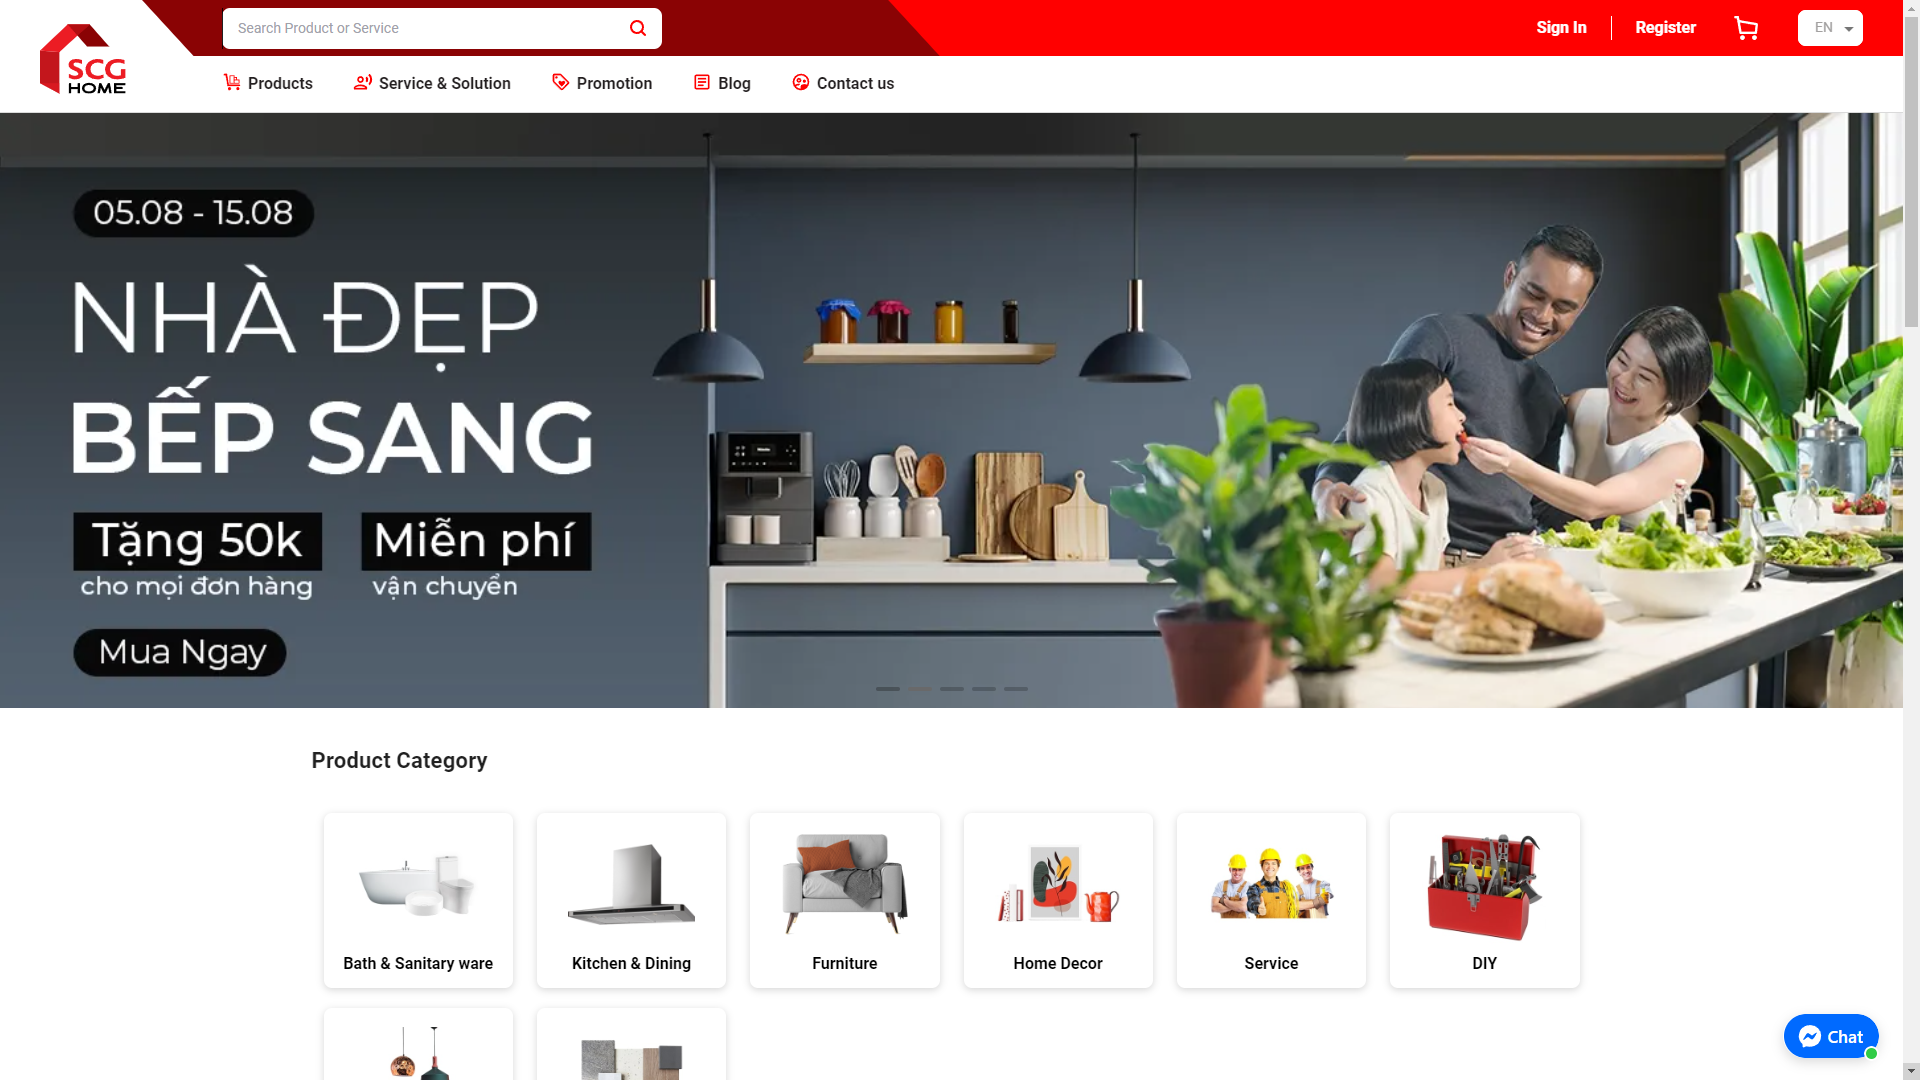 Search Product or Service
Sign In
Register
EN
SCG
HOME
Products
Service & Solution
Promotion
Blog
Contact us
05.08 - 15.08
NHÀ ĐẸP
BẾP SANG
Tặng 50k
cho mọi đơn hàng
Miễn phí
vận chuyển
Mua Ngay
Product Category
Bath & Sanitary ware
Kitchen & Dining
Furniture
Home Decor
Service
DIY
Chat